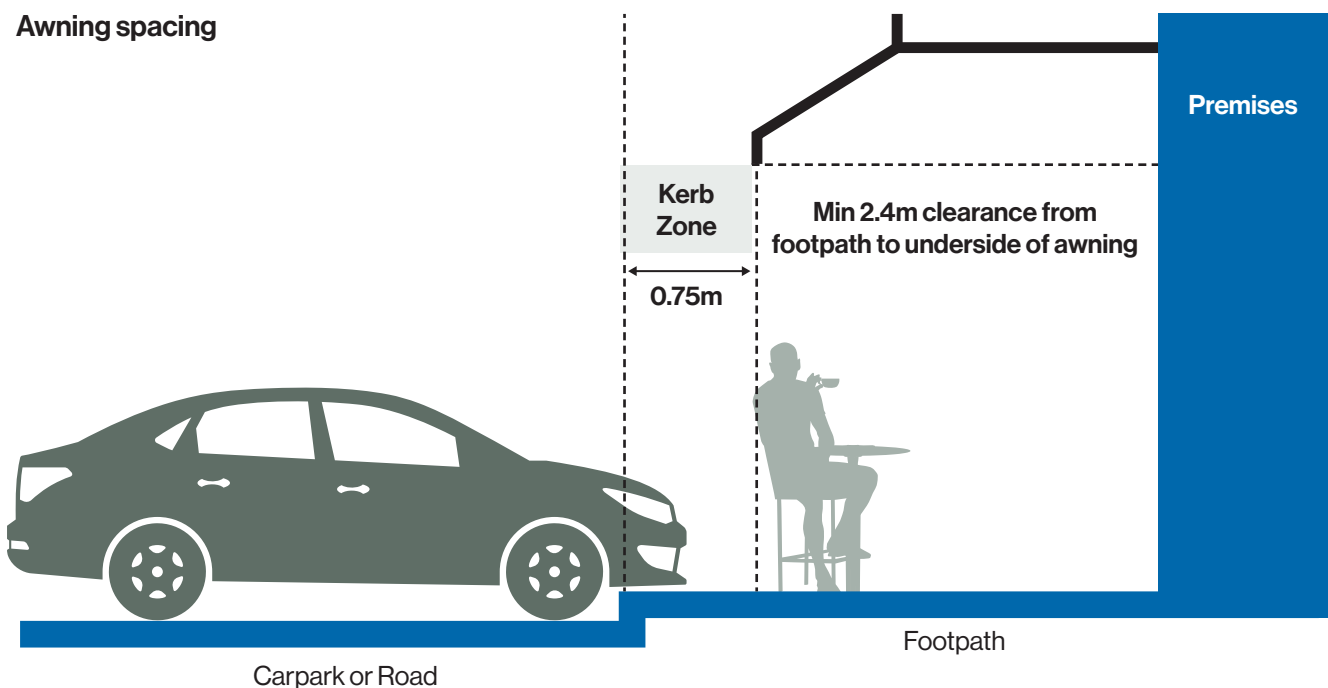 Awning spacing
Premises
Kerb
Zone
Min 2.4m clearance from
footpath to underside of awning
0.75m
Footpath
Carpark or Road